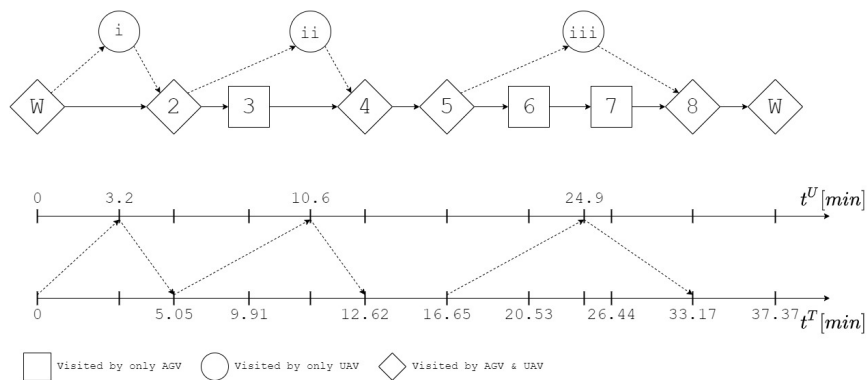 i ii iii
W 2 3 4 5 6 7 8 W
0 3.2 10.6 24.9 t^U[min]
0 5.05 9.91 12.62 16.65 20.53 26.44 33.17 37.37 t^T[min]
Visited by only AGV Visited by only UAV Visited by AGV & UAV